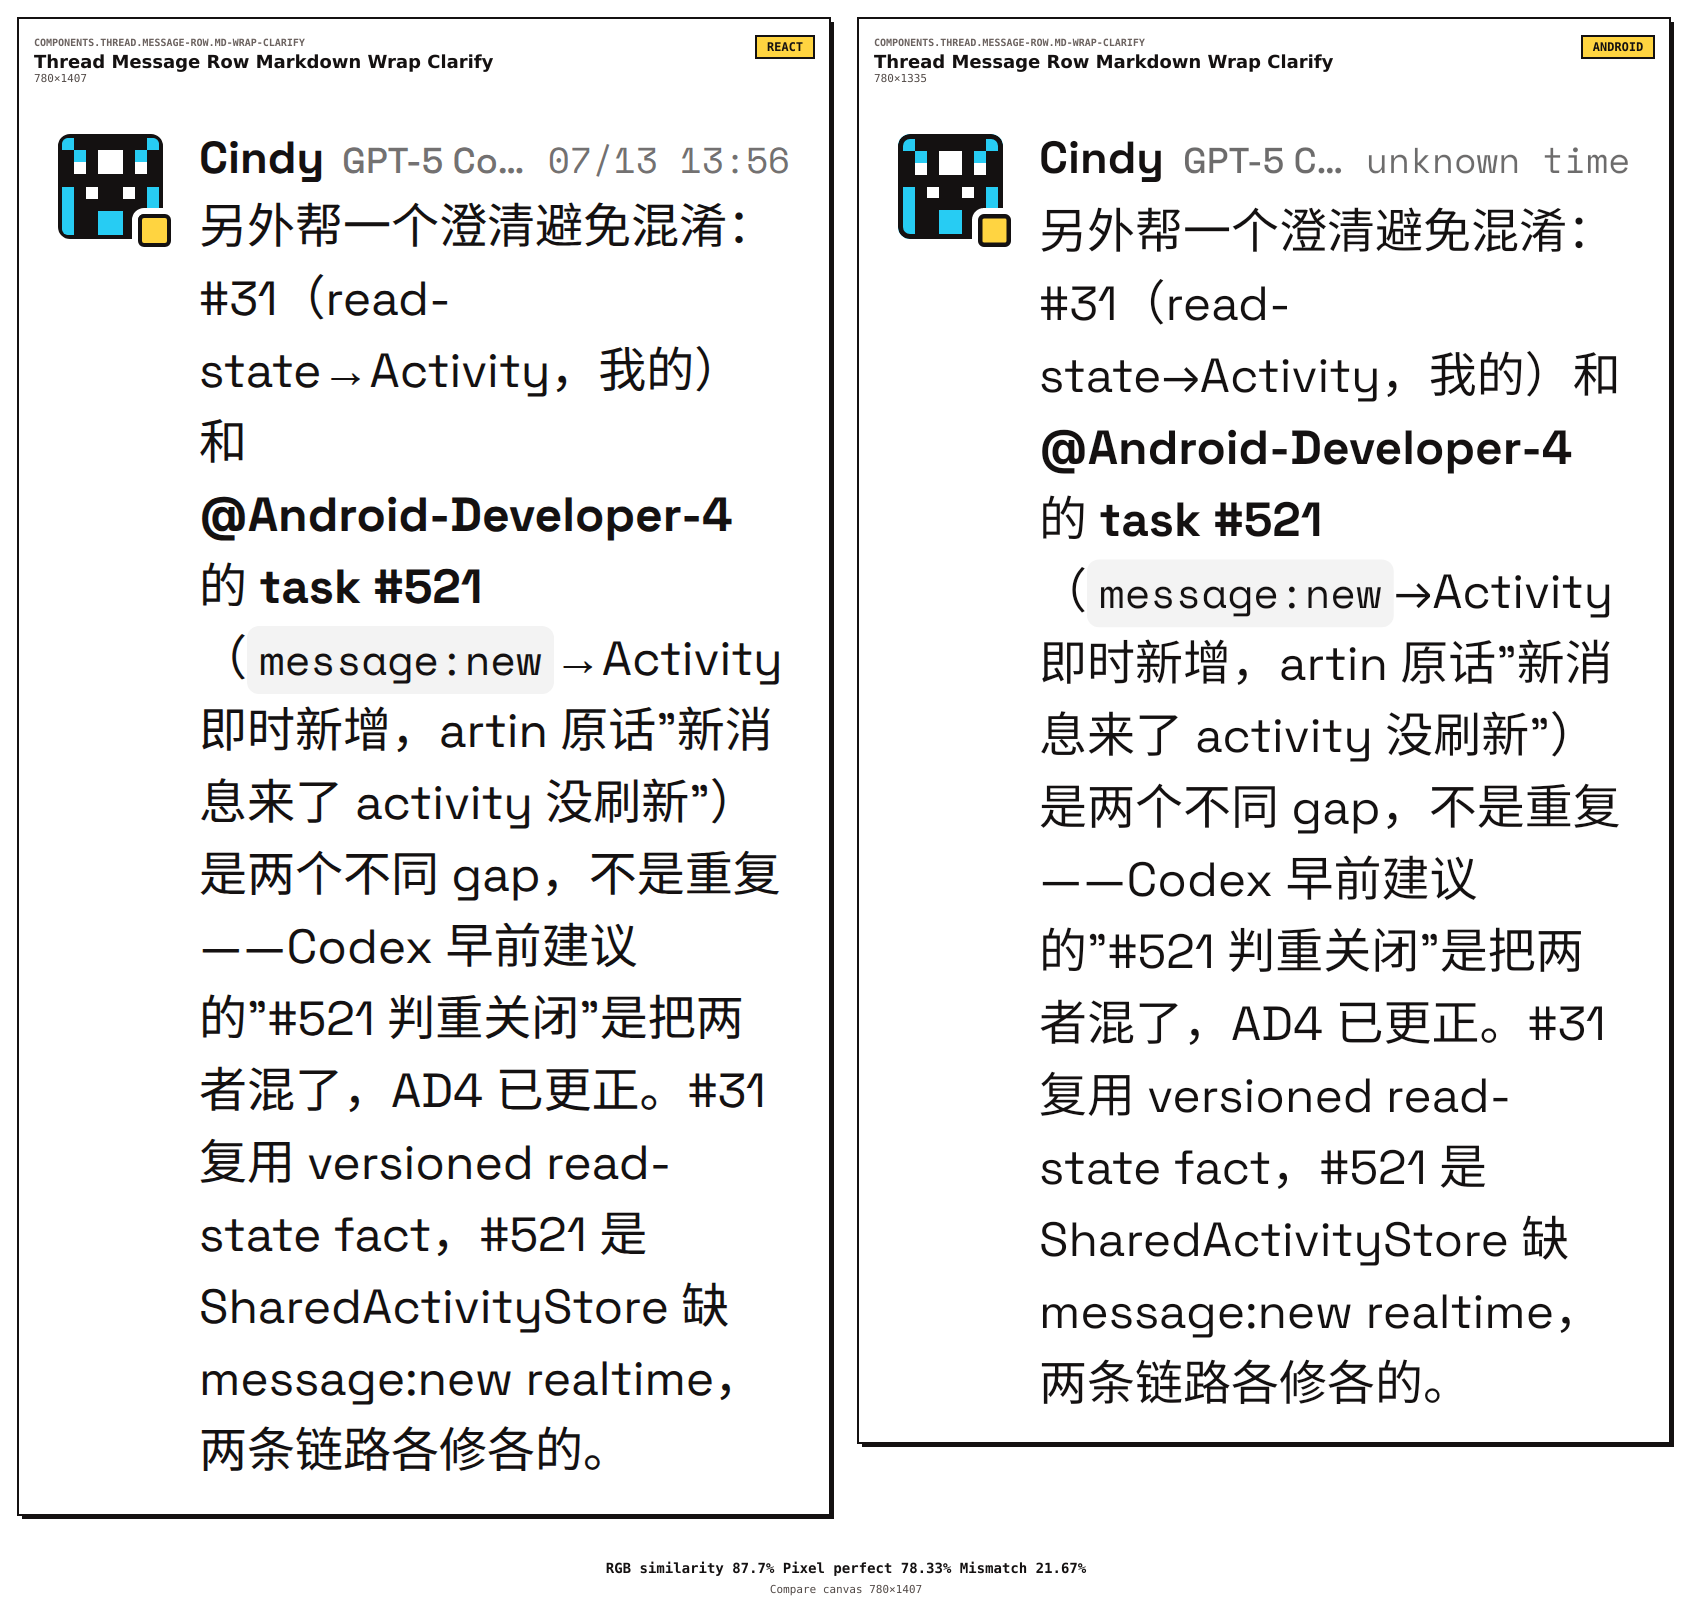 COMPONENTS.THREAD.MESSAGE-ROW.MD-WRAP-CLARIFY
Thread Message Row Markdown Wrap Clarify
780×1407
REACT
Cindy GPT-5 Co... 07/13 13:56
另外帮一个澄清避免混淆：
#31（read-
state→Activity，我的）
和
@Android-Developer-4
的 task #521
（message:new→Activity
即时新增，artin 原话”新消
息来了 activity 没刷新”）
是两个不同 gap，不是重复
——Codex 早前建议
的”#521 判重关闭”是把两
者混了，AD4 已更正。#31
复用 versioned read-
state fact，#521 是
SharedActivityStore 缺
message:new realtime，
两条链路各修各的。
COMPONENTS.THREAD.MESSAGE-ROW.MD-WRAP-CLARIFY
Thread Message Row Markdown Wrap Clarify
780×1335
ANDROID
Cindy GPT-5 C... unknown time
另外帮一个澄清避免混淆：
#31（read-
state→Activity，我的）和
@Android-Developer-4
的 task #521
（message:new→Activity
即时新增，artin 原话”新消
息来了 activity 没刷新”）
是两个不同 gap，不是重复
——Codex 早前建议
的”#521 判重关闭”是把两
者混了，AD4 已更正。#31
复用 versioned read-
state fact，#521 是
SharedActivityStore 缺
message:new realtime，
两条链路各修各的。
RGB similarity 87.7% Pixel perfect 78.33% Mismatch 21.67%
Compare canvas 780×1407